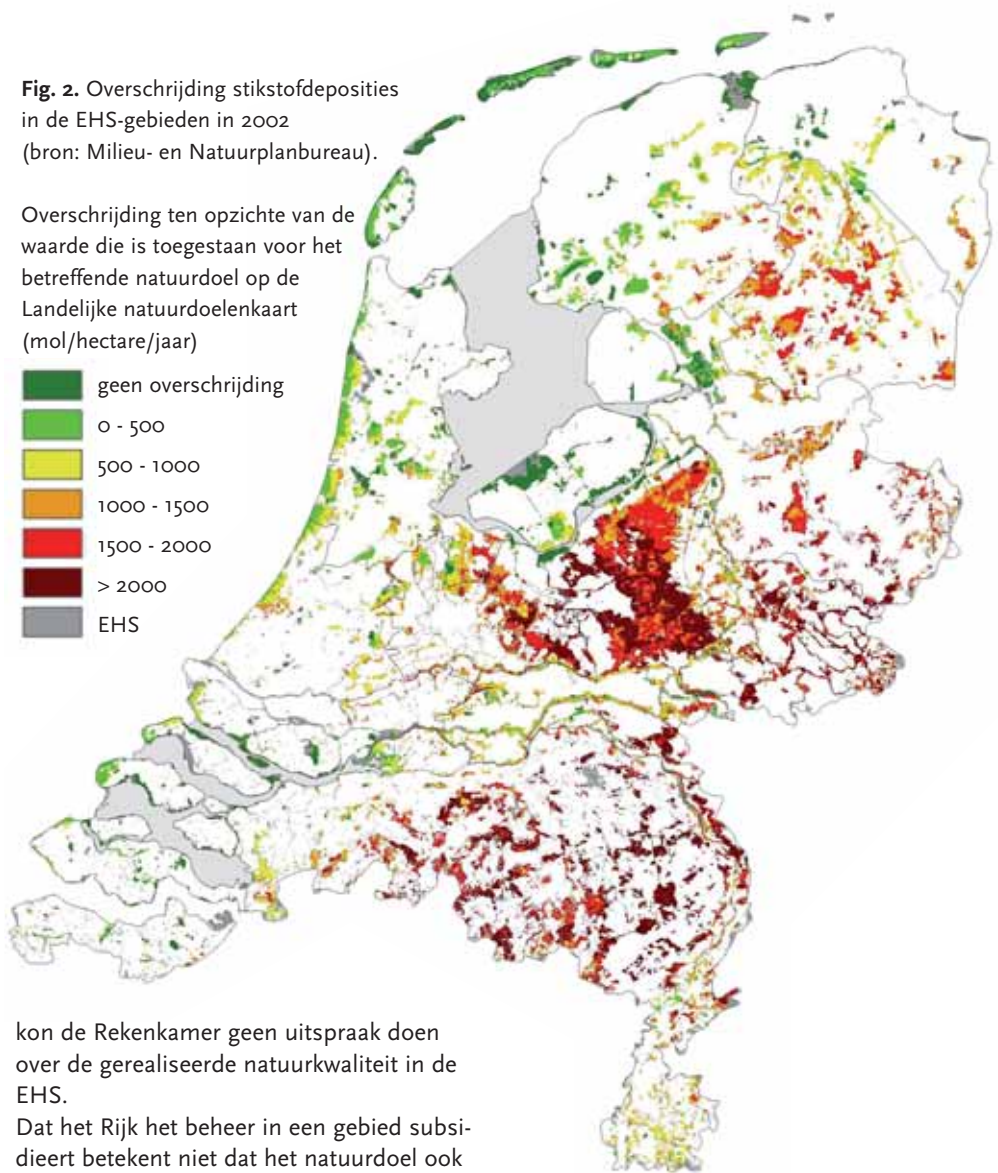 Fig. 2. Overschrijding stikstofdeposities
in de EHS-gebieden in 2002
(bron: Milieu- en Natuurplanbureau).
Overschrijding ten opzichte van de
waarde die is toegestaan voor het
betreffende natuurdoel op de
Landelijke natuurdoelenkaart
(mol/hectare/jaar)
geen overschrijding
0 - 500
500 - 1000
1000 - 1500
1500 - 2000
> 2000
EHS
kon de Rekenkamer geen uitspraak doen
over de gerealiseerde natuurkwaliteit in de
EHS.
Dat het Rijk het beheer in een gebied subsi-
dieert betekent niet dat het natuurdoel ook